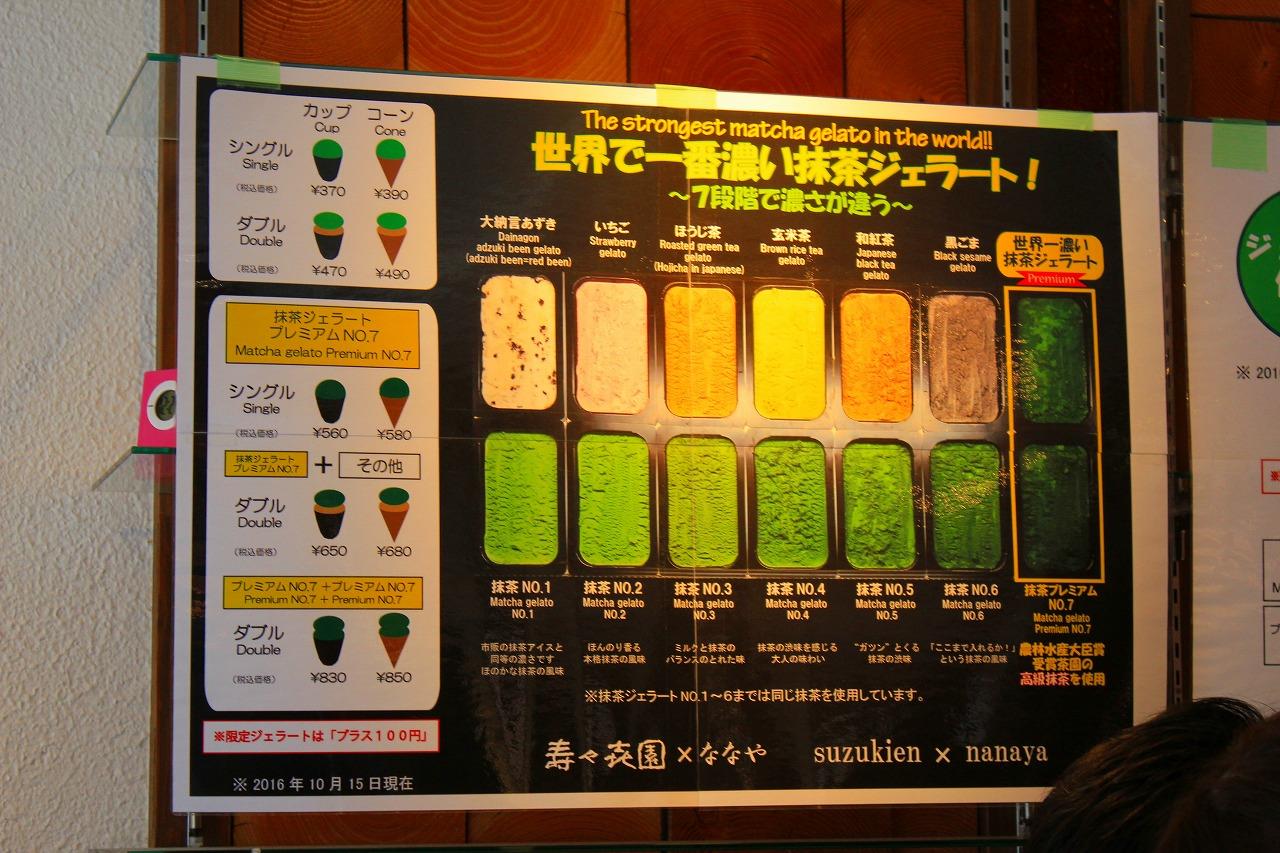 カップ コーン
Cup Cone
シングル
Single
(税込価格) ¥370 ¥390
ダブル
Double
(税込価格) ¥470 ¥490
抹茶ジェラート
プレミアムNO.7
Matcha gelato Premium NO.7
シングル
Single
(税込価格) ¥560 ¥580
抹茶ジェラート
プレミアムNO.7
+ その他
ダブル
Double
(税込価格) ¥650 ¥680
プレミアムNO.7+プレミアムNO.7
Premium NO.7 + Premium NO.7
ダブル
Double
(税込価格) ¥830 ¥850
※限定ジェラートは「プラス100円」
※ 2016 年 10 月 15 日現在
The strongest matcha gelato in the world!!
世界で一番濃い抹茶ジェラート!
~7段階で濃さが違う~
大納言あずき
Dainagon
adzuki been gelato
(adzuki been=red been)
いちご
Strawberry
gelato
ほうじ茶
Roasted green tea
gelato
(Hojicha in japanese)
玄米茶
Brown rice tea
gelato
和紅茶
Japanese
black tea
gelato
黒ごま
Black sesame
gelato
世界一濃い
抹茶ジェラート
Premium
抹茶 NO.1
Matcha gelato
NO.1
市販の抹茶アイスと
同等の濃さです
ほのかな抹茶の風味
抹茶 NO.2
Matcha gelato
NO.2
ほんのり香る
本格抹茶の風味
抹茶 NO.3
Matcha gelato
NO.3
ミルクと抹茶の
バランスのとれた味
抹茶 NO.4
Matcha gelato
NO.4
抹茶の渋味を感じる
大人の味わい
抹茶 NO.5
Matcha gelato
NO.5
"ガツン"とくる
抹茶の渋味
抹茶 NO.6
Matcha gelato
NO.6
「ここまで入れるか!」
という抹茶の風味
抹茶プレミアム
NO.7
Matcha gelato
Premium NO.7
農林水産大臣賞
受賞茶園の
高級抹茶を使用
※抹茶ジェラートNO.1~6までは同じ抹茶を使用しています。
寿々㐂園×ななや suzukien × nanaya
ジ
※ 201